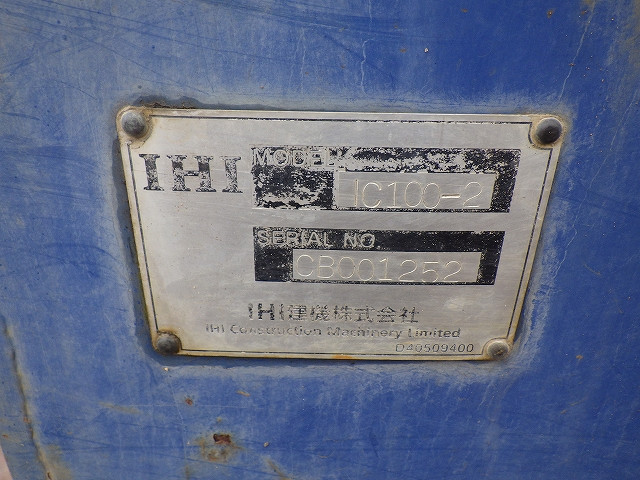 IHI
MODEL
IC100-2
SERIAL NO.
CB001252
IHI建機株式会社
IHI Construction Machinery Limited
D40509400